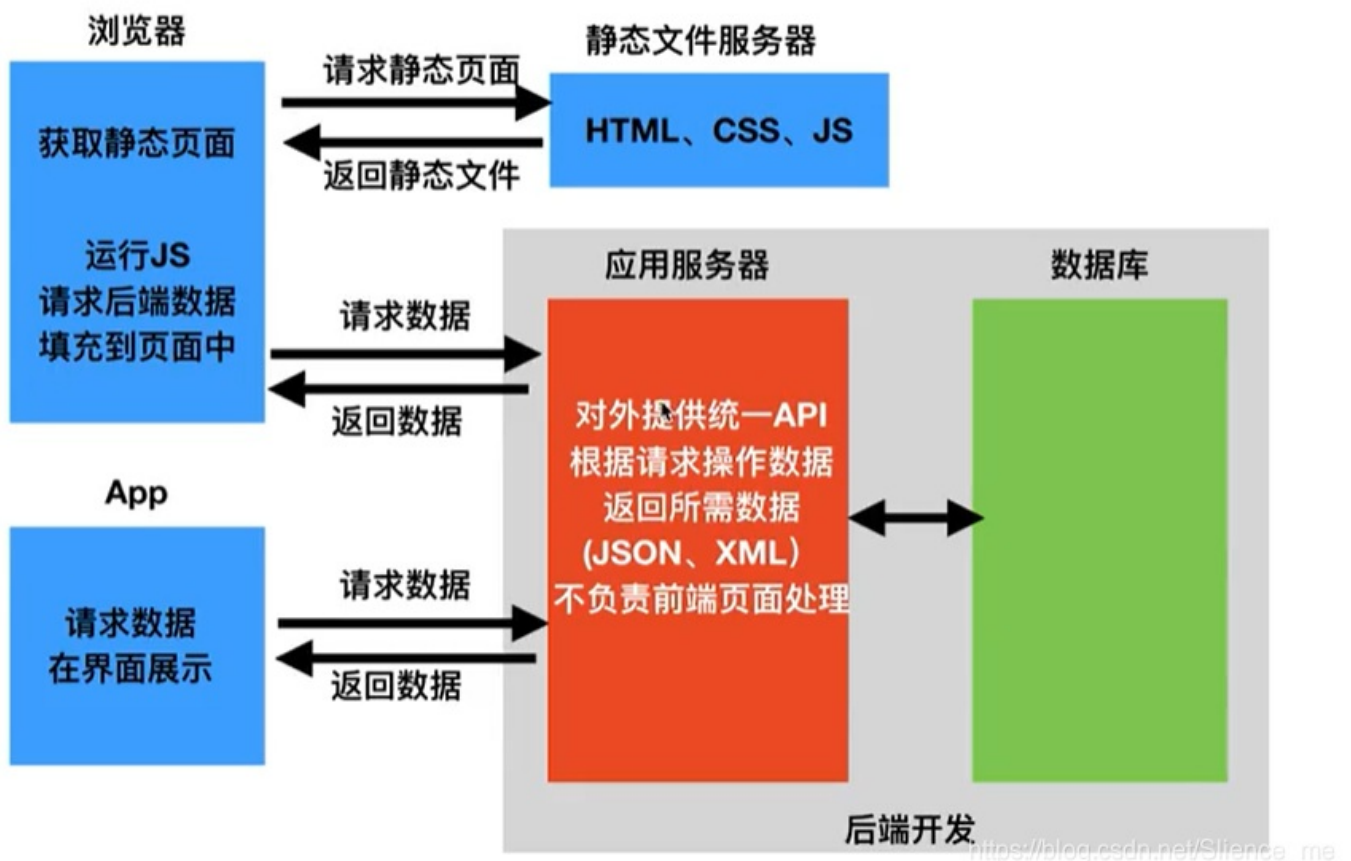 浏览器
静态文件服务器
请求静态页面
获取静态页面
HTML、CSS、JS
返回静态文件
运行JS
请求后端数据
填充到页面中
应用服务器
数据库
请求数据
返回数据
对外提供统一API
根据请求操作数据
返回所需数据
(JSON、XML）
不负责前端页面处理
App
请求数据
在界面展示
请求数据
返回数据
后端开发
https://blog.csdn.net/Slience_me